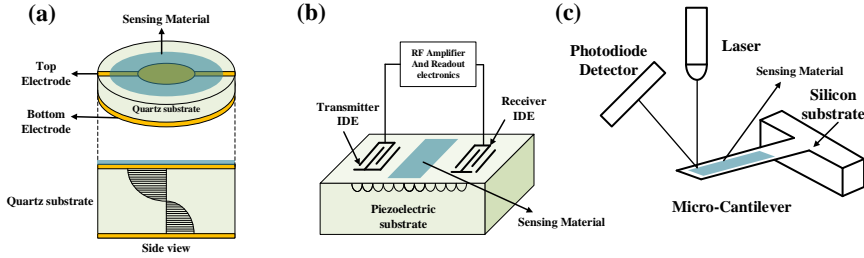 (a)
Sensing Material
Top
Electrode
Quartz substrate
Bottom
Electrode
Quartz substrate
Side view
(b)
RF Amplifier
And Readout
electronics
Transmitter
IDE
Receiver
IDE
Piezoelectric
substrate
Sensing Material
(c)
Photodiode
Detector
Laser
Sensing Material
Silicon
substrate
Micro-Cantilever